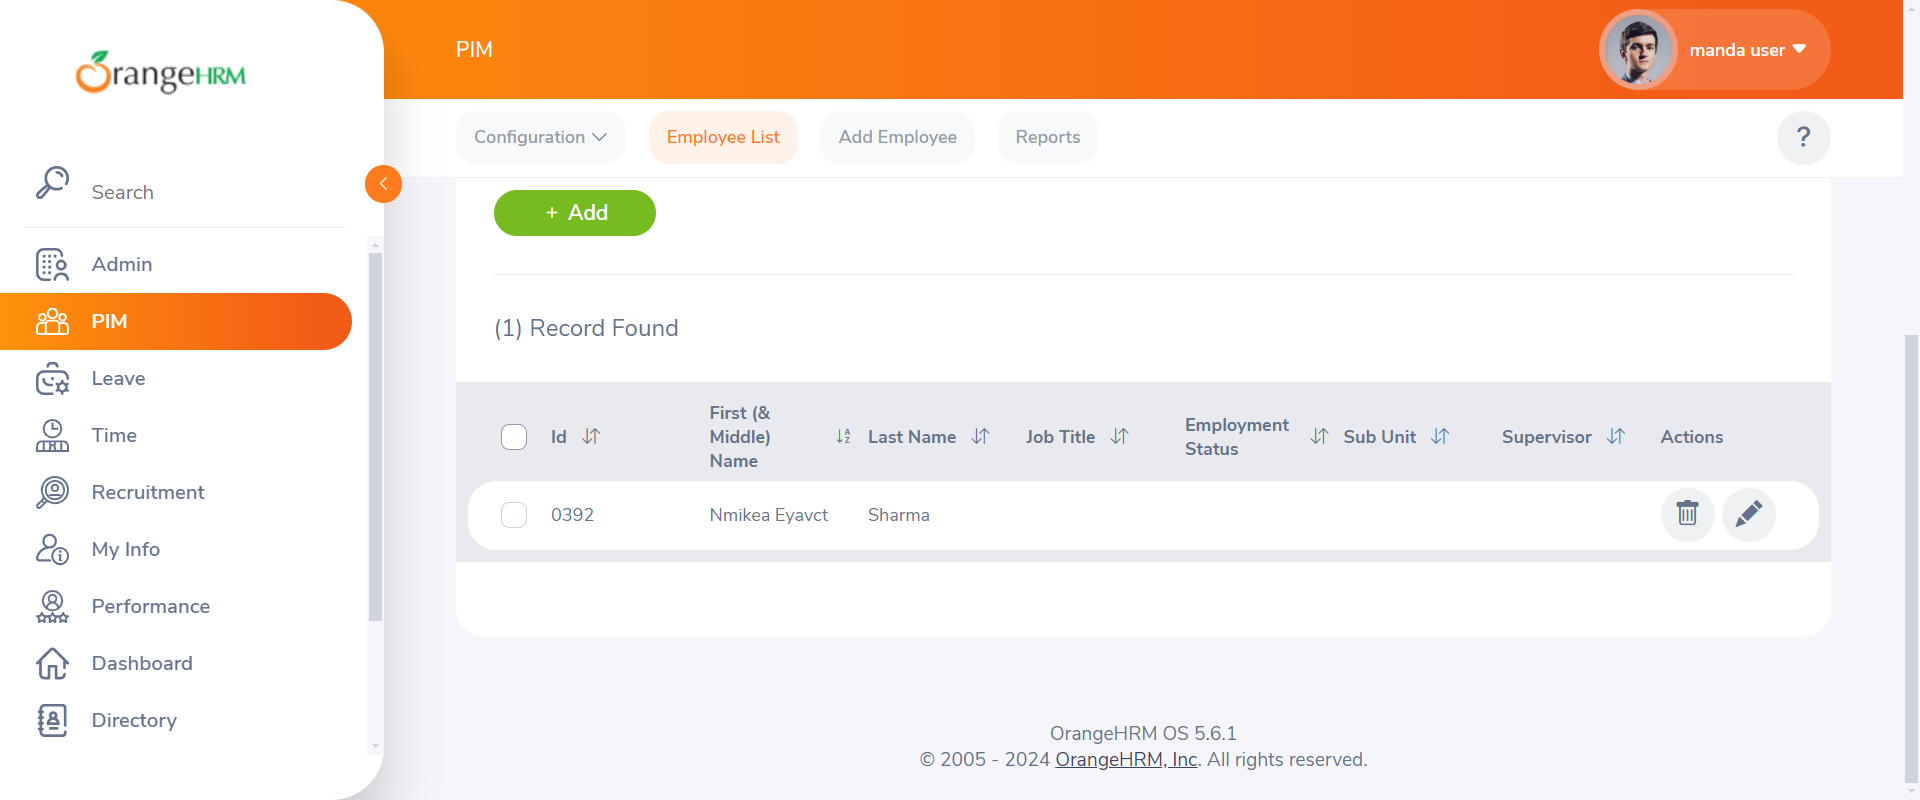 OrangeHRM
PIM
manda user
Configuration
Employee List
Add Employee
Reports
?
Search
Admin
PIM
Leave
Time
Recruitment
My Info
Performance
Dashboard
Directory
+ Add
(1) Record Found
Id
First (&
Middle)
Name
Last Name
Job Title
Employment
Status
Sub Unit
Supervisor
Actions
0392
Nmikea Eyavct
Sharma
OrangeHRM OS 5.6.1
© 2005 - 2024 OrangeHRM, Inc. All rights reserved.